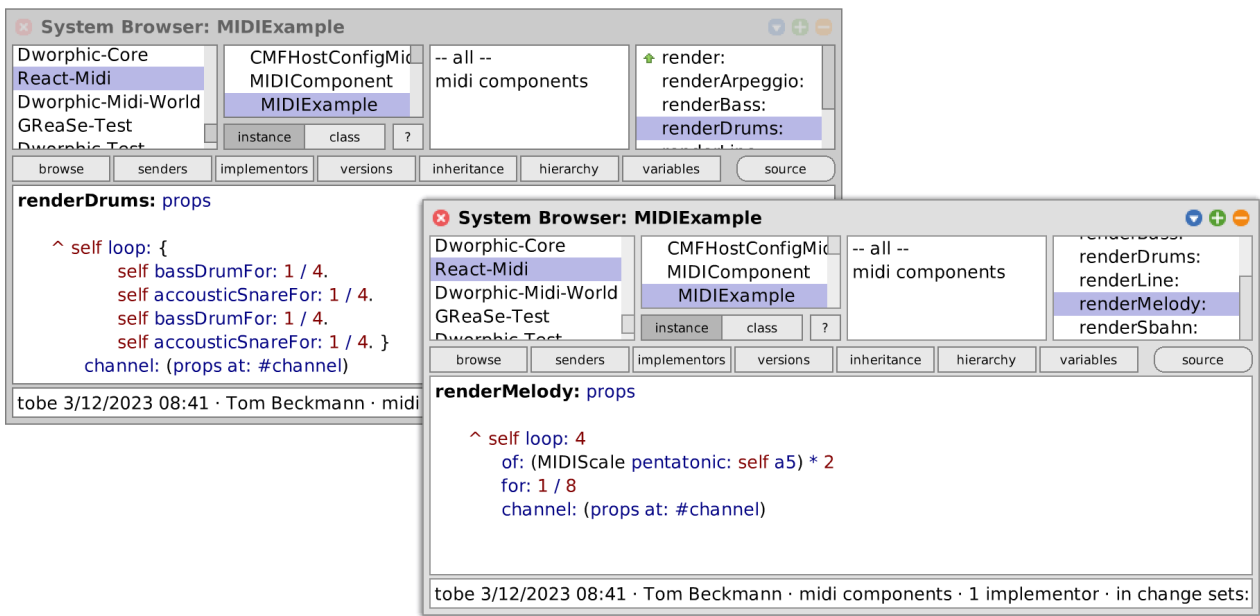 System Browser: MIDIExample
Dworphic-Core
React-Midi
Dworphic-Midi-World
GReaSe-Test
Dworphic-Test
CMFHostConfigMid
MIDIComponent
MIDIExample
instance class ?
-- all --
midi components
render:
renderArpeggio:
renderBass:
renderDrums:
renderLine:
browse senders implementors versions inheritance hierarchy variables source
renderDrums: props
^ self loop: {
self bassDrumFor: 1 / 4.
self accousticSnareFor: 1 / 4.
self bassDrumFor: 1 / 4.
self accousticSnareFor: 1 / 4. }
channel: (props at: #channel)
tobe 3/12/2023 08:41 · Tom Beckmann · midi
System Browser: MIDIExample
Dworphic-Core
React-Midi
Dworphic-Midi-World
GReaSe-Test
Dworphic-Test
CMFHostConfigMid
MIDIComponent
MIDIExample
instance class ?
-- all --
midi components
renderBass:
renderDrums:
renderLine:
renderMelody:
renderSbahn:
browse senders implementors versions inheritance hierarchy variables source
renderMelody: props
^ self loop: 4
of: (MIDIScale pentatonic: self a5) * 2
for: 1 / 8
channel: (props at: #channel)
tobe 3/12/2023 08:41 · Tom Beckmann · midi components · 1 implementor · in change sets: